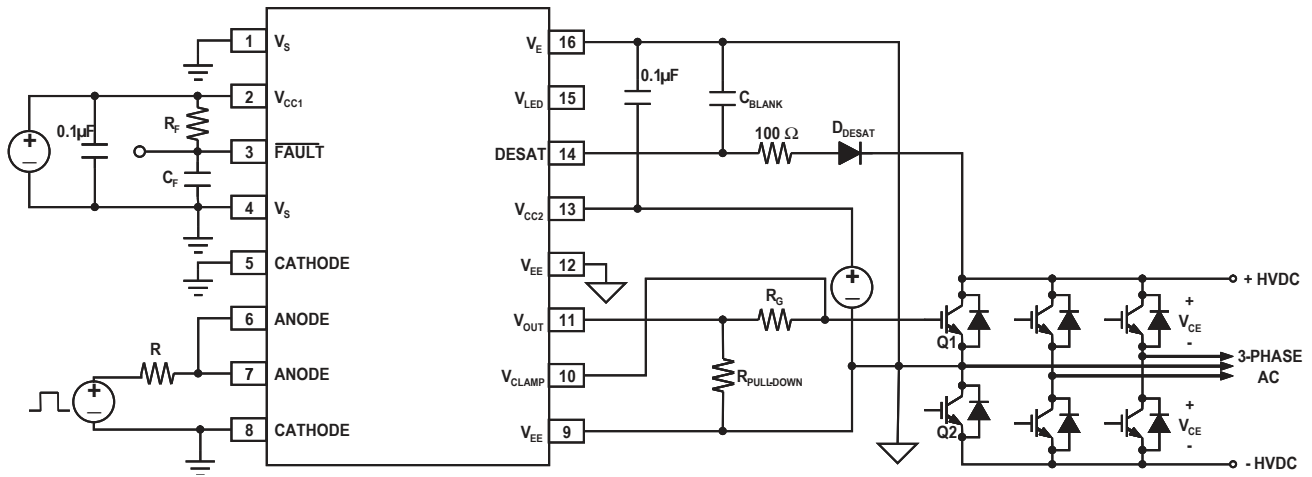 1 V_S
2 V_CC1
3 FAULT
4 V_S
5 CATHODE
6 ANODE
7 ANODE
8 CATHODE
V_E 16
V_LED 15
DESAT 14
V_CC2 13
V_EE 12
V_OUT 11
V_CLAMP 10
V_EE 9
0.1µF
R_F
C_F
+
–
R
+
–
0.1µF
C_BLANK
100 Ω
D_DESAT
+
–
R_G
R_PULL-DOWN
Q1
Q2
+ HVDC
+
V_CE
-
3-PHASE
AC
+
V_CE
-
- HVDC